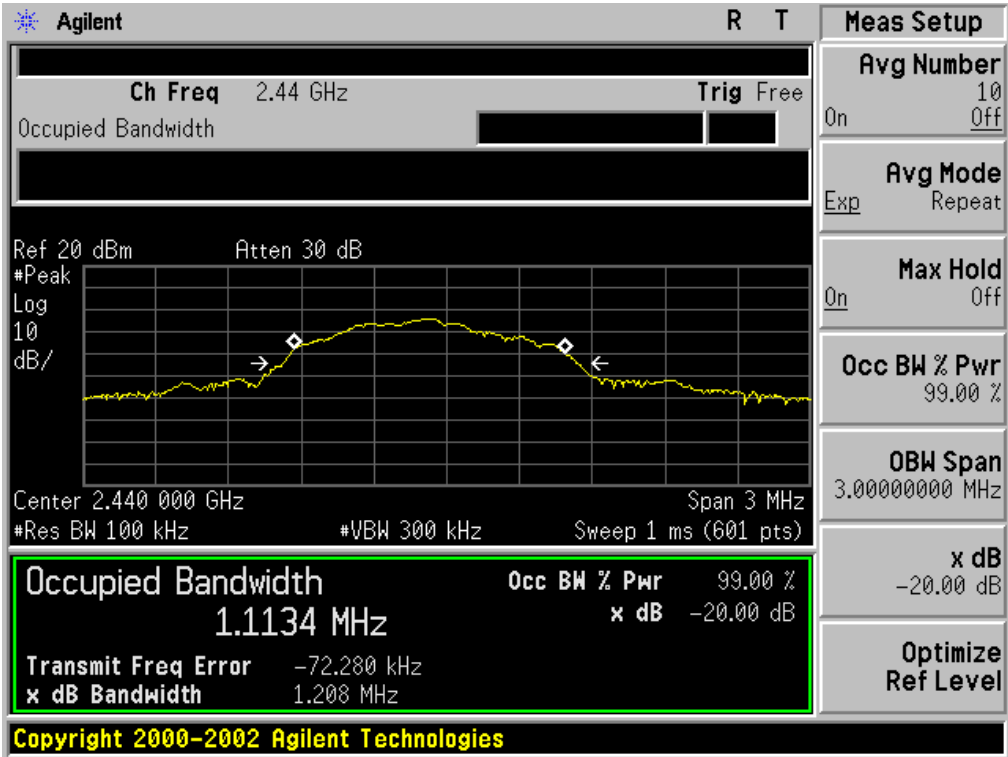 Agilent R T
Ch Freq 2.44 GHz Trig Free
Occupied Bandwidth
Ref 20 dBm Atten 30 dB
#Peak
Log
10
dB/
Center 2.440 000 GHz Span 3 MHz
#Res BW 100 kHz #VBW 300 kHz Sweep 1 ms (601 pts)
Occupied Bandwidth Occ BW % Pwr 99.00 %
1.1134 MHz x dB -20.00 dB
Transmit Freq Error -72.280 kHz
x dB Bandwidth 1.208 MHz
Copyright 2000-2002 Agilent Technologies
Meas Setup
Avg Number
10
On Off
Avg Mode
Exp Repeat
Max Hold
On Off
Occ BW % Pwr
99.00 %
OBW Span
3.00000000 MHz
x dB
-20.00 dB
Optimize
Ref Level